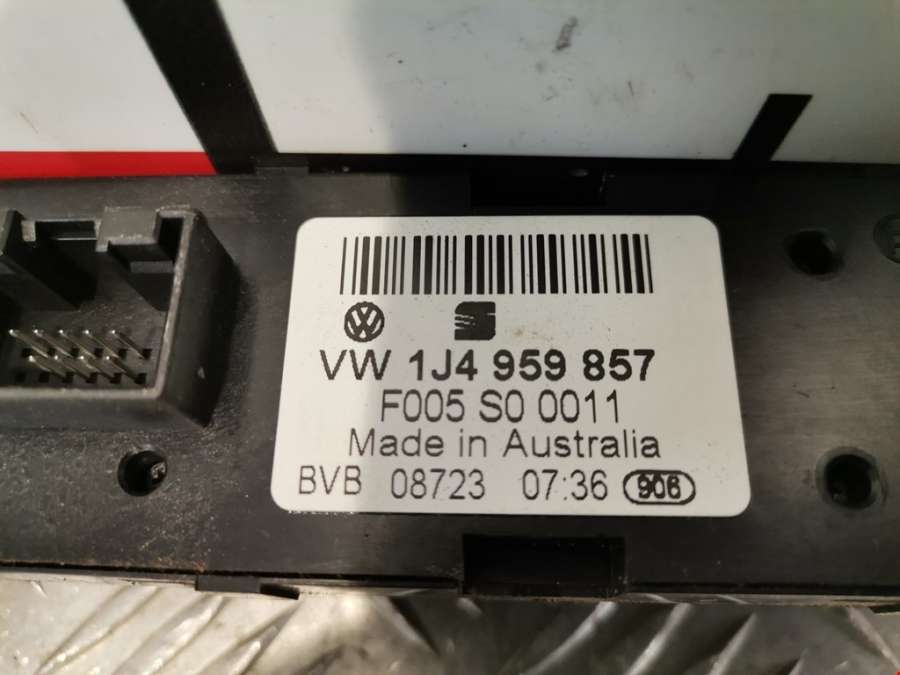 VW 1J4 959 857
F005 S0 0011
Made in Australia
BVB 08723 07:36 906